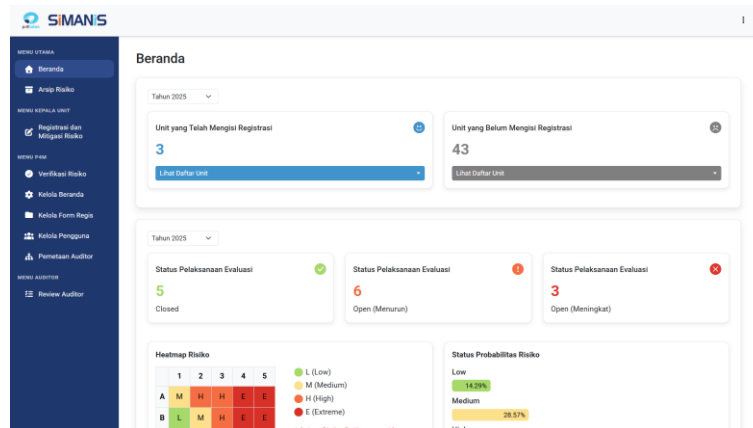 SIMANIS
MENU UTAMA
Beranda
Arsip Risiko
MENU KEPALA UNIT
Registrasi dan
Mitigasi Risiko
MENU P4M
Verifikasi Risiko
Kelola Beranda
Kelola Form Regis
Kelola Pengguna
Pemetaan Auditor
MENU AUDITOR
Review Auditor
Beranda
Tahun 2025
Unit yang Telah Mengisi Registrasi
3
Lihat Daftar Unit
Unit yang Belum Mengisi Registrasi
43
Lihat Daftar Unit
Tahun 2025
Status Pelaksanaan Evaluasi
5
Closed
Status Pelaksanaan Evaluasi
6
Open (Menurun)
Status Pelaksanaan Evaluasi
3
Open (Meningkat)
Heatmap Risiko
1 2 3 4 5
A M H H E E
B L M H E E
L (Low)
M (Medium)
H (High)
E (Extreme)
Status Probabilitas Risiko
Low
14.29%
Medium
28.57%